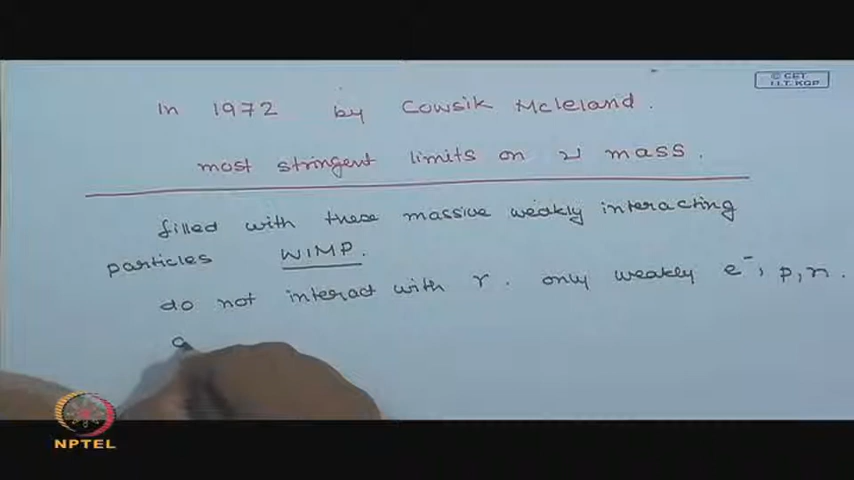 © CET
I.I.T. KGP
In 1972 by Cowsik Mcleland.
most stringent limits on ν mass.
filled with these massive weakly interacting
particles WIMP.
do not interact with r. only weakly e⁻, p, n.
NPTEL